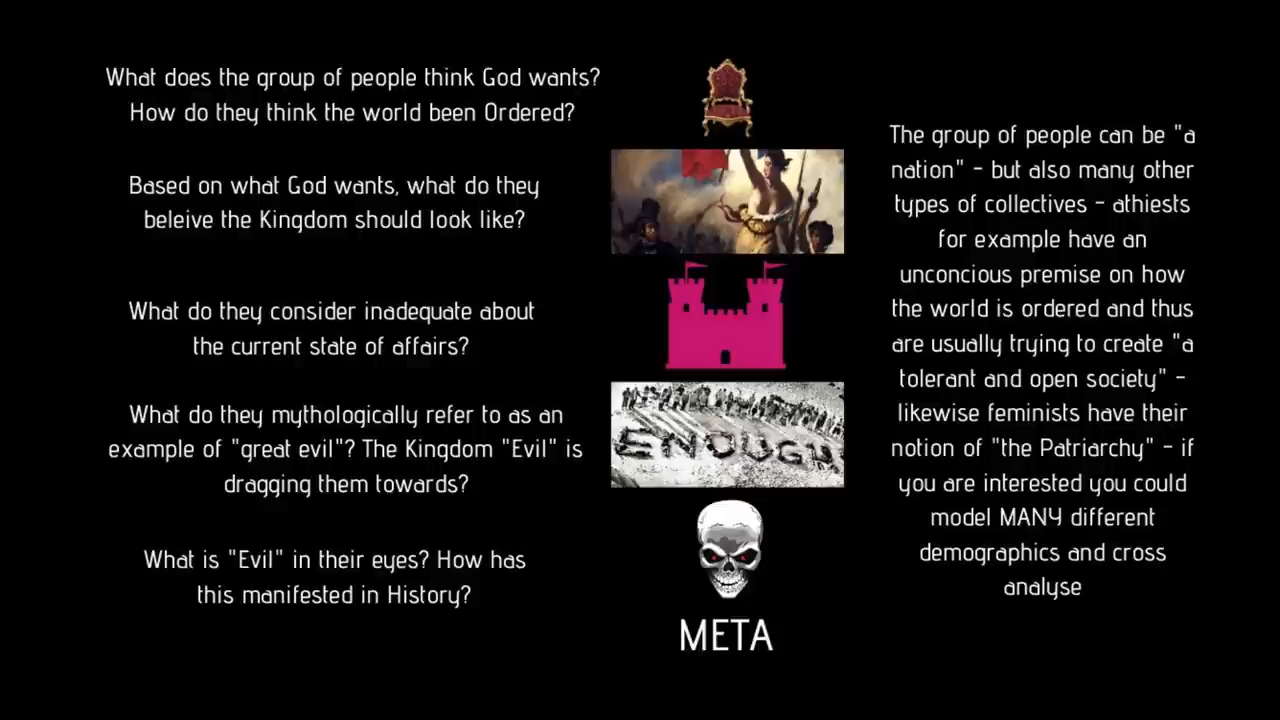 What does the group of people think God wants?
How do they think the world been Ordered?
Based on what God wants, what do they
beleive the Kingdom should look like?
What do they consider inadequate about
the current state of affairs?
What do they mythologically refer to as an
example of "great evil"? The Kingdom "Evil" is
dragging them towards?
What is "Evil" in their eyes? How has
this manifested in History?
ENOUGH
META
The group of people can be "a
nation" - but also many other
types of collectives - athiests
for example have an
unconcious premise on how
the world is ordered and thus
are usually trying to create "a
tolerant and open society" -
likewise feminists have their
notion of "the Patriarchy" - if
you are interested you could
model MANY different
demographics and cross
analyse